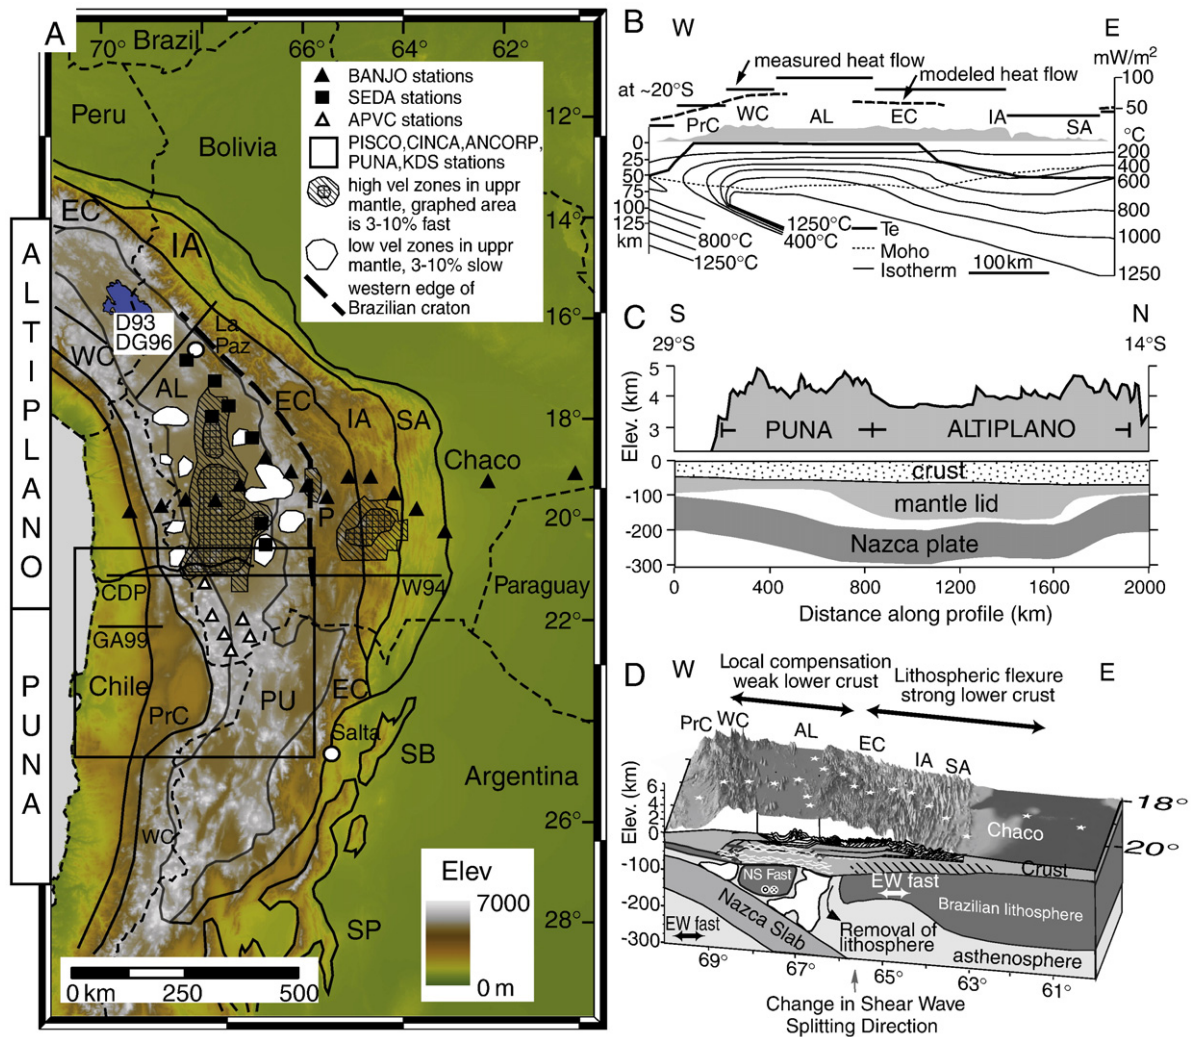 A
70°
66°
64°
62°
Brazil
Peru
Bolivia
12°
14°
16°
18°
20°
22°
26°
28°
BANJO stations
SEDA stations
APVC stations
PISCO,CINCA,ANCORP,
PUNA,KDS stations
high vel zones in uppr
mantle, graphed area
is 3-10% fast
low vel zones in uppr
mantle, 3-10% slow
western edge of
Brazilian craton
ALTIPLANO
PUNA
EC
IA
D93
DG96
La
Paz
WC
AL
EC
IA
SA
Chaco
P
CDP
W94
Paraguay
GA99
Chile
PrC
PU
EC
Salta
SB
Argentina
WC
SP
Elev
7000
0 m
0 km
250
500
B
W
E
mW/m²
measured heat flow
modeled heat flow
100
at ~20°S
50
PrC
WC
AL
EC
IA
SA
°C
0
25
50
75
100
125
km
200
400
600
800
1000
1250
1250°C
400°C
800°C
1250°C
Te
Moho
Isotherm
100km
C
S
N
29°S
14°S
Elev. (km)
5
4
3
5
4
3
PUNA
ALTIPLANO
0
-100
-200
-300
(km)
crust
mantle lid
Nazca plate
0
400
800
1200
1600
2000
Distance along profile (km)
D
W
E
Local compensation
weak lower crust
Lithospheric flexure
strong lower crust
PrC
WC
AL
EC
IA
SA
Elev. (km)
6
4
2
0
0
-100
-200
-300
(km)
18°
20°
Chaco
Crust
NS Fast
EW fast
Brazilian lithosphere
Nazca Slab
Removal of
lithosphere
EW fast
asthenosphere
69°
67°
65°
63°
61°
Change in Shear Wave
Splitting Direction